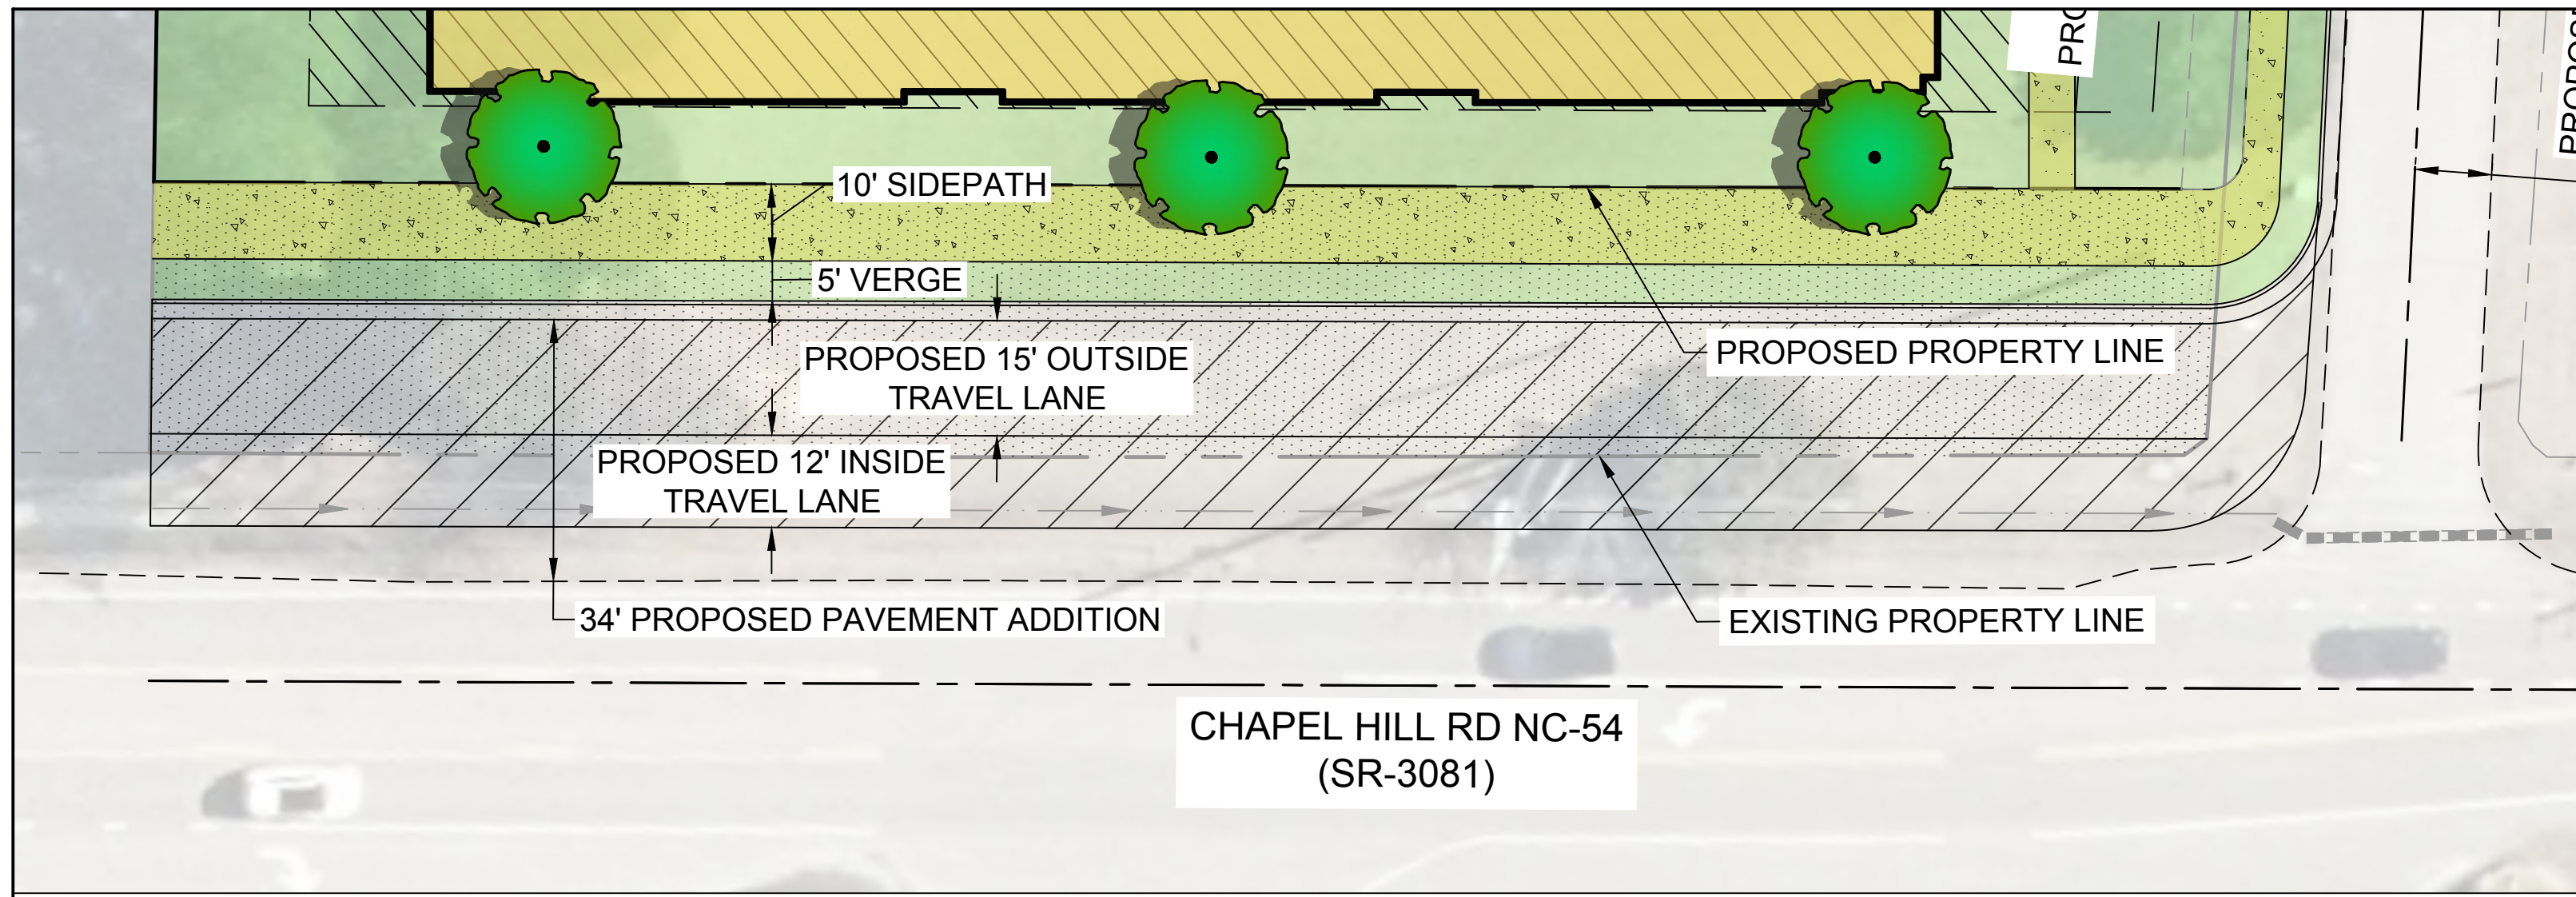 10' SIDEPATH
5' VERGE
PROPOSED 15' OUTSIDE
TRAVEL LANE
PROPOSED PROPERTY LINE
PROPOSED 12' INSIDE
TRAVEL LANE
34' PROPOSED PAVEMENT ADDITION
EXISTING PROPERTY LINE
CHAPEL HILL RD NC-54
(SR-3081)